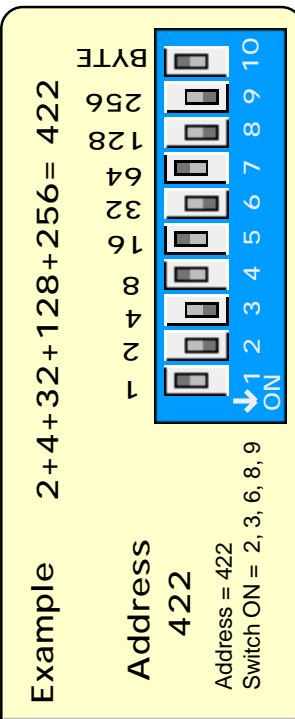 Example 2+4+32+128+256= 422
Address
422
1 2 4 8 16 32 64 128 256 BYTE
1 2 3 4 5 6 7 8 9 10
ON
Address = 422
Switch ON = 2, 3, 6, 8, 9